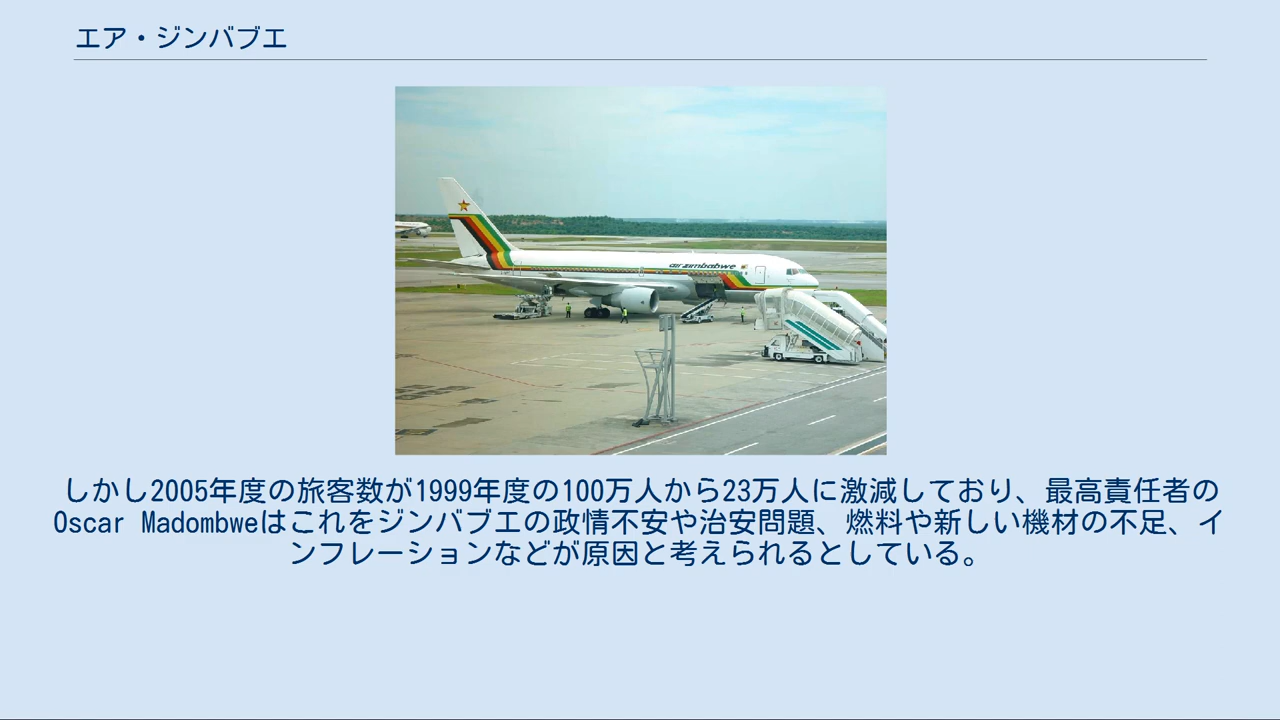 エア・ジンバブエ
air zimbabwe
しかし2005年度の旅客数が1999年度の100万人から23万人に激減しており、最高責任者の
Oscar Madombweはこれをジンバブエの政情不安や治安問題、燃料や新しい機材の不足、イ
ンフレーションなどが原因と考えられるとしている。